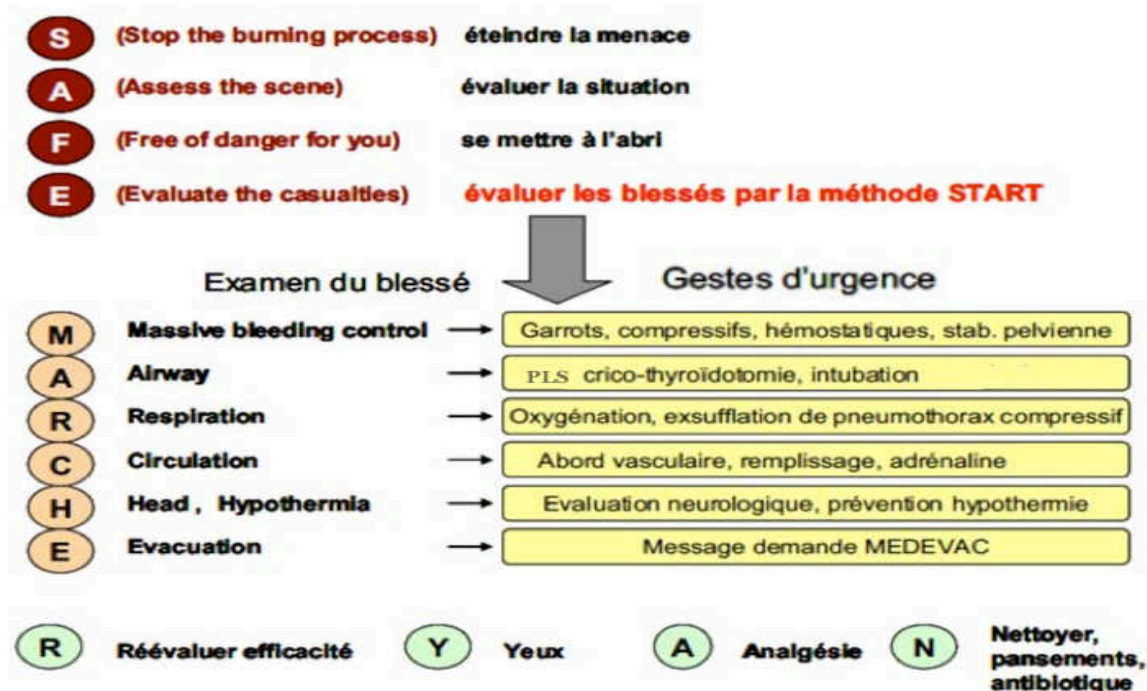 S (Stop the burning process) éteindre la menace
A (Assess the scene) évaluer la situation
F (Free of danger for you) se mettre à l'abri
E (Evaluate the casualties) évaluer les blessés par la méthode START
Examen du blessé Gestes d'urgence
M Massive bleeding control Garrots, compressifs, hémostatiques, stab. pelvienne
A Airway PLS crico-thyroïdotomie, intubation
R Respiration Oxygénation, exsufflation de pneumothorax compressif
C Circulation Abord vasculaire, remplissage, adrénaline
H Head , Hypothermia Evaluation neurologique, prévention hypothermie
E Evacuation Message demande MEDEVAC
R Réévaluer efficacité Y Yeux A Analgésie N Nettoyer,
pansements,
antibiotique